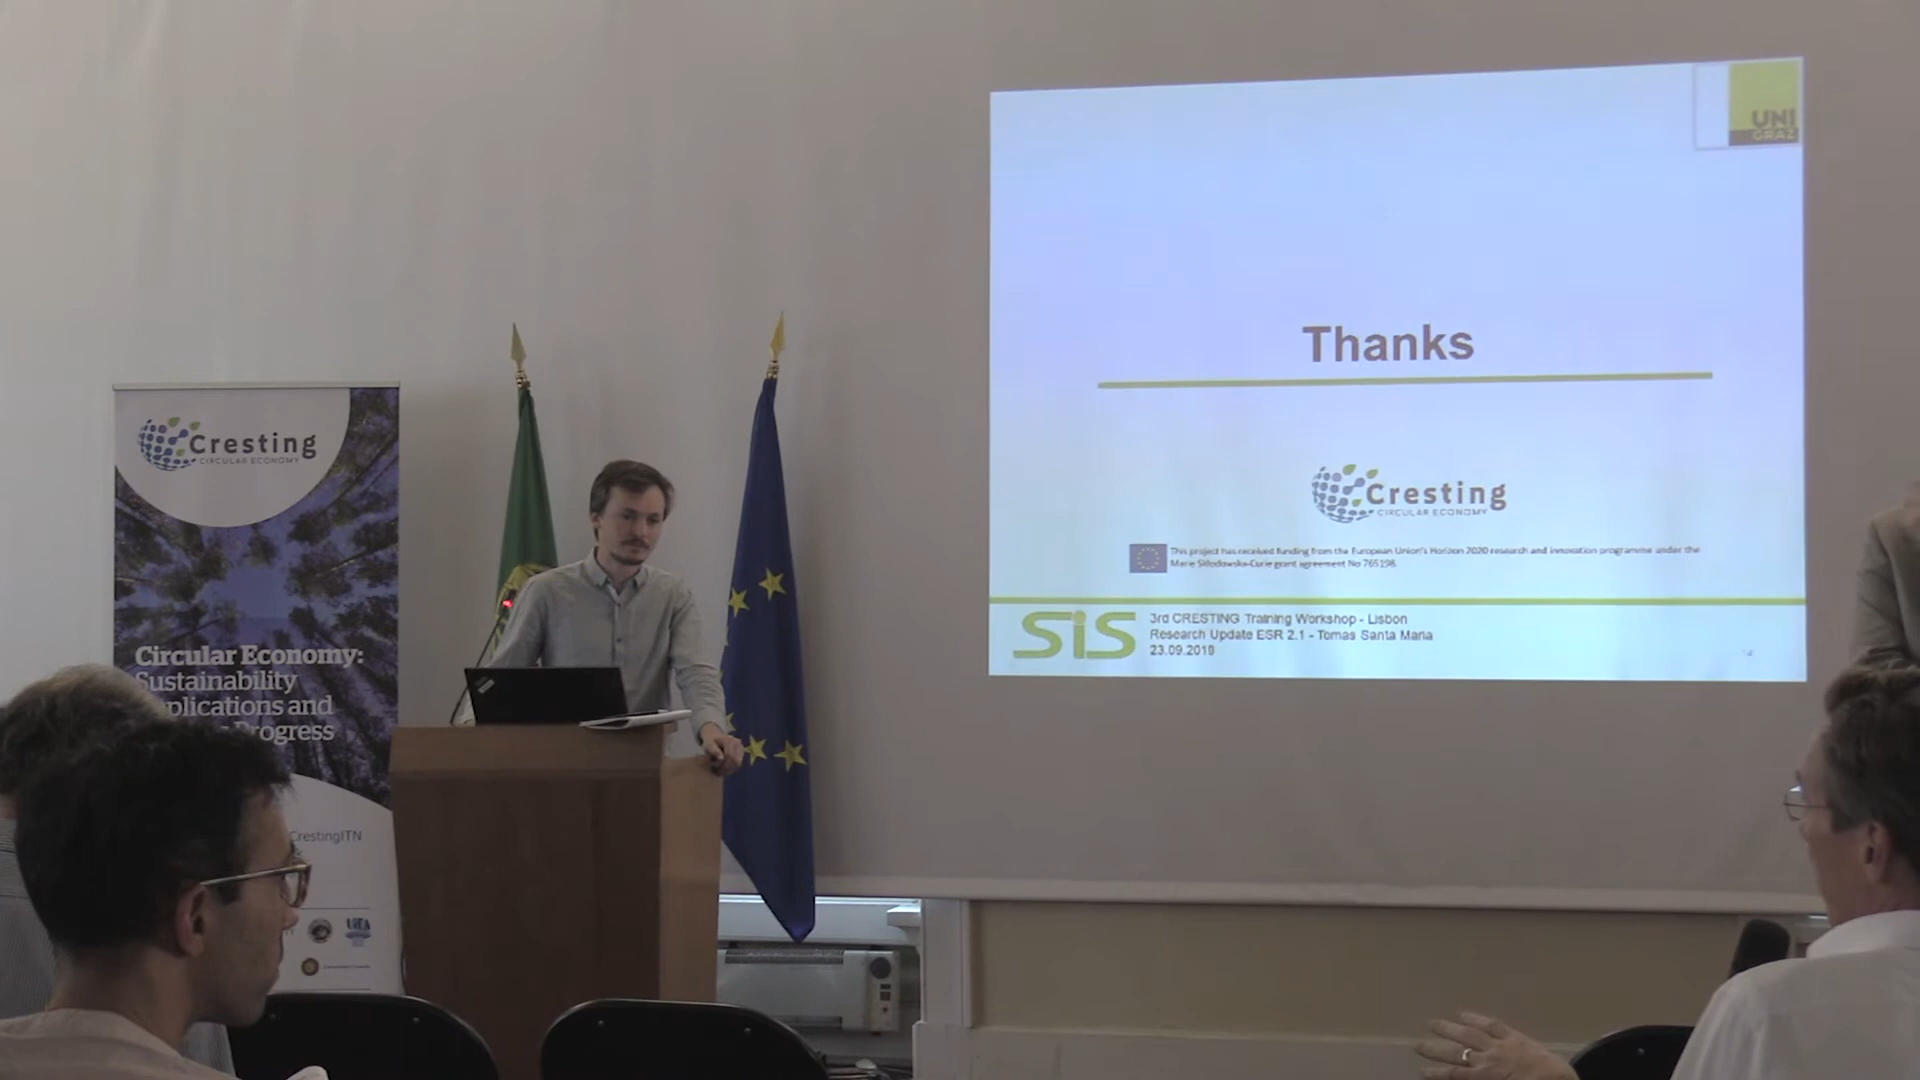 UNI
GRAZ
Thanks
Cresting
CIRCULAR ECONOMY
This project has received funding from the European Union's Horizon 2020 research and innovation programme under the
Marie Skłodowska-Curie grant agreement No 765198.
SiS
3rd CRESTING Training Workshop - Lisbon
Research Update ESR 2.1 - Tomas Santa Maria
23.09.2019
Cresting
CIRCULAR ECONOMY
Circular Economy:
Sustainability
plications and
rogress
CrestingITN